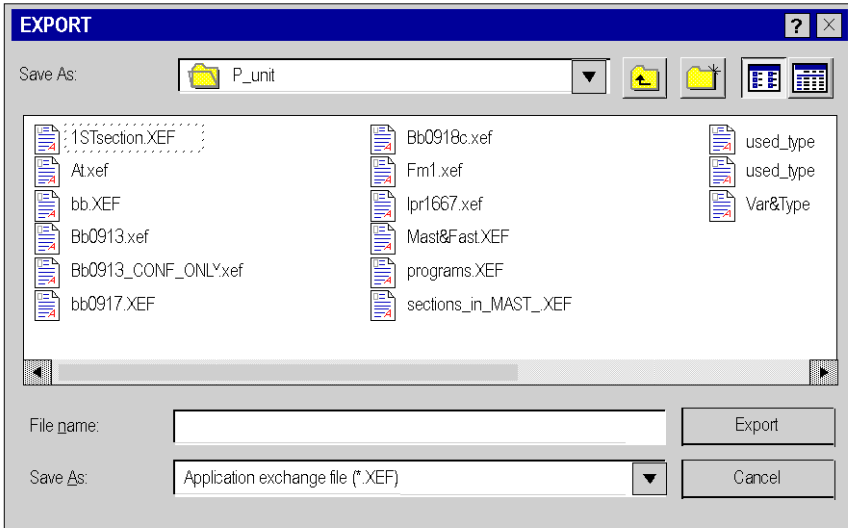 EXPORT
Save As:
P_unit
1STsection.XEF
At.xef
bb.XEF
Bb0913.xef
Bb0913_CONF_ONLY.xef
bb0917.XEF
Bb0918c.xef
Fm1.xef
lpr1667.xef
Mast&Fast.XEF
programs.XEF
sections_in_MAST_.XEF
used_type
used_type
Var&Type
File name:
Export
Save As:
Application exchange file (*.XEF)
Cancel